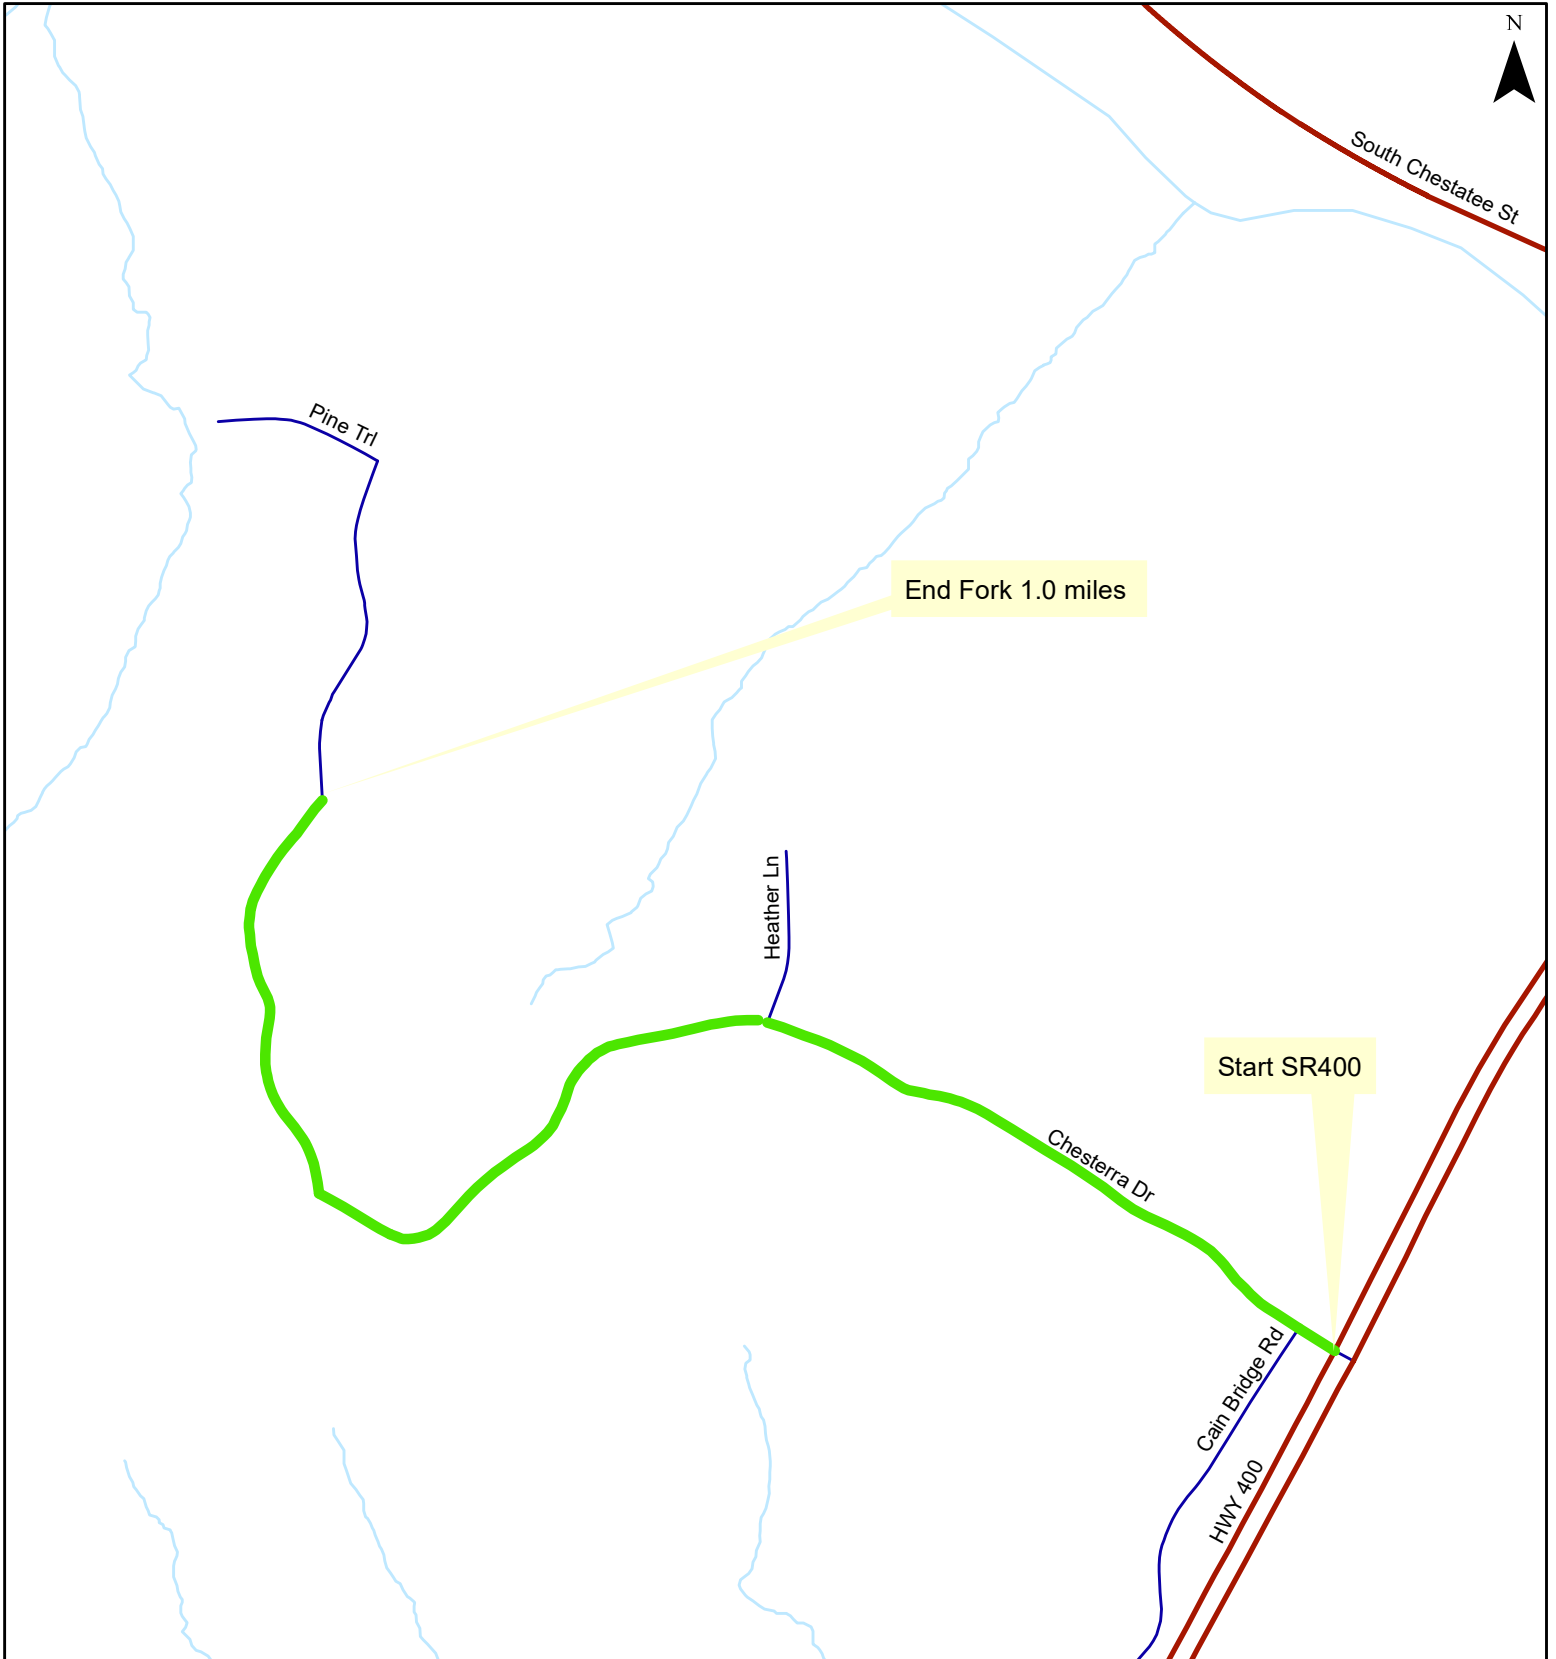 N
South Chestatee St
Pine Trl
End Fork 1.0 miles
Heather Ln
Start SR400
Chesterra Dr
Cain Bridge Rd
HWY 400